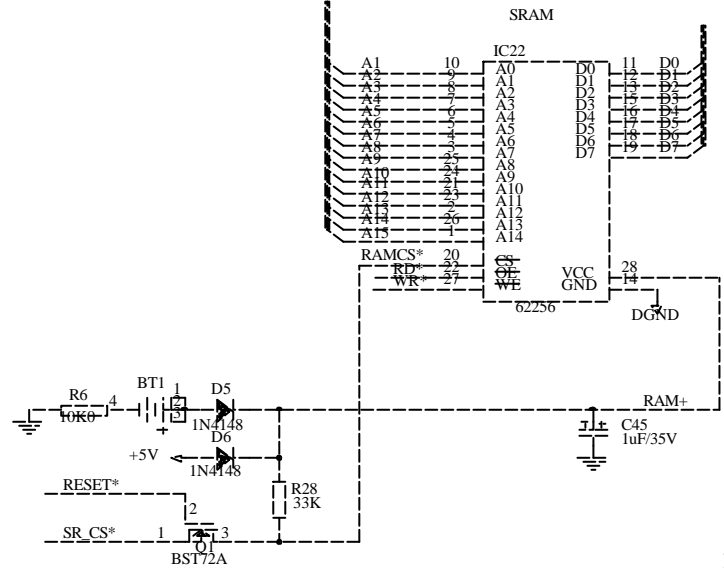 SRAM
IC22
A1 10 A0 D0 11 D0
A2 9 A1 D1 12 D1
A3 8 A2 D2 13 D2
A4 7 A3 D3 15 D3
A5 6 A4 D4 16 D4
A6 5 A5 D5 17 D5
A7 4 A6 D6 18 D6
A8 3 A7 D7 19 D7
A9 25 A8
A10 24 A9
A11 21 A10
A12 23 A11
A13 2 A12
A14 26 A13
A15 1 A14
RAMCS* 20 CS
RD* 22 OE VCC 28
WR* 27 WE GND 14
62256
DGND
BT1
1
2
3
D5
R6
4
10K0
+
1N4148
RAM+
D6
C45
+
1uF/35V
+5V
1N4148
RESET*
R28
33K
2
SR_CS*
1
3
Q1
BST72A